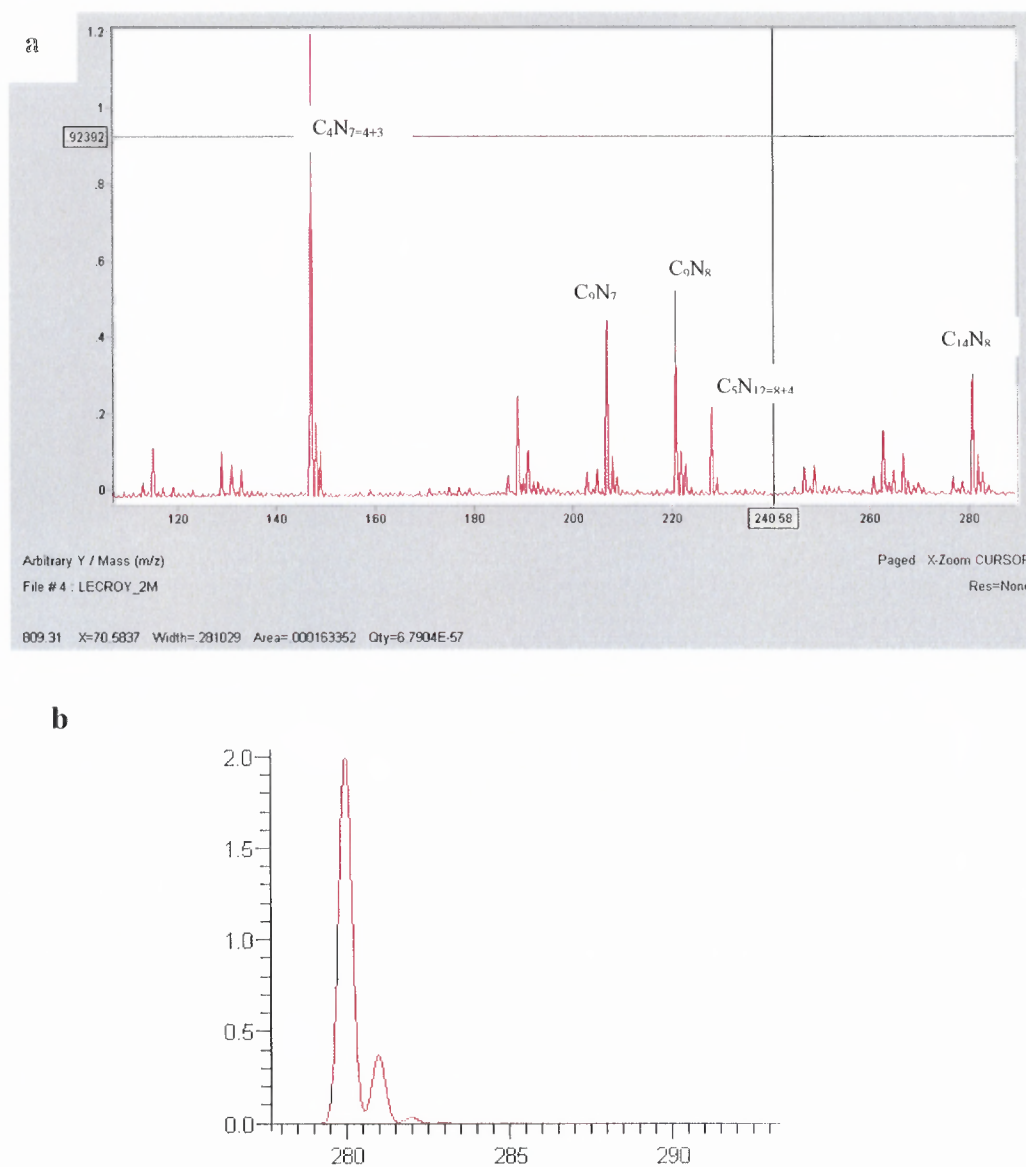 a
1.2
1
.92392
.8
.6
.4
.2
0
C₄N₇₌₄₊₃
C₉N₇
C₉N₈
C₅N₁₂₌₈₊₄
C₁₄N₈
120 140 160 180 200 220 240.58 260 280
Arbitrary Y / Mass (m/z) Paged X-Zoom CURSOR
File # 4 : LECROY_2M Res=None
809.31 X=70.5837 Width=.281029 Area=.000163352 Qty=6.7904E-57
b
2.0
1.5
1.0
0.5
0.0
280 285 290